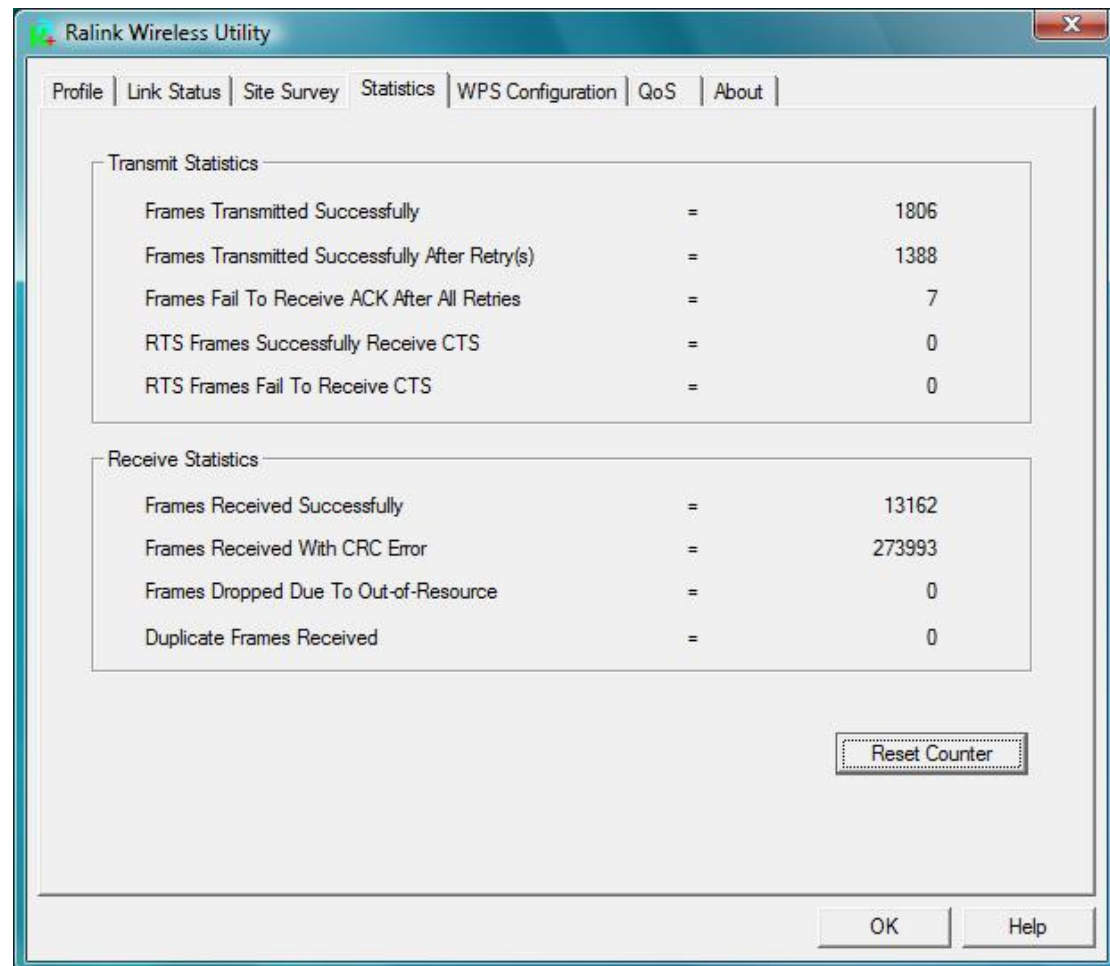 Ralink Wireless Utility
Profile Link Status Site Survey Statistics WPS Configuration QoS About
Transmit Statistics
Frames Transmitted Successfully = 1806
Frames Transmitted Successfully After Retry(s) = 1388
Frames Fail To Receive ACK After All Retries = 7
RTS Frames Successfully Receive CTS = 0
RTS Frames Fail To Receive CTS = 0
Receive Statistics
Frames Received Successfully = 13162
Frames Received With CRC Error = 273993
Frames Dropped Due To Out-of-Resource = 0
Duplicate Frames Received = 0
Reset Counter
OK Help